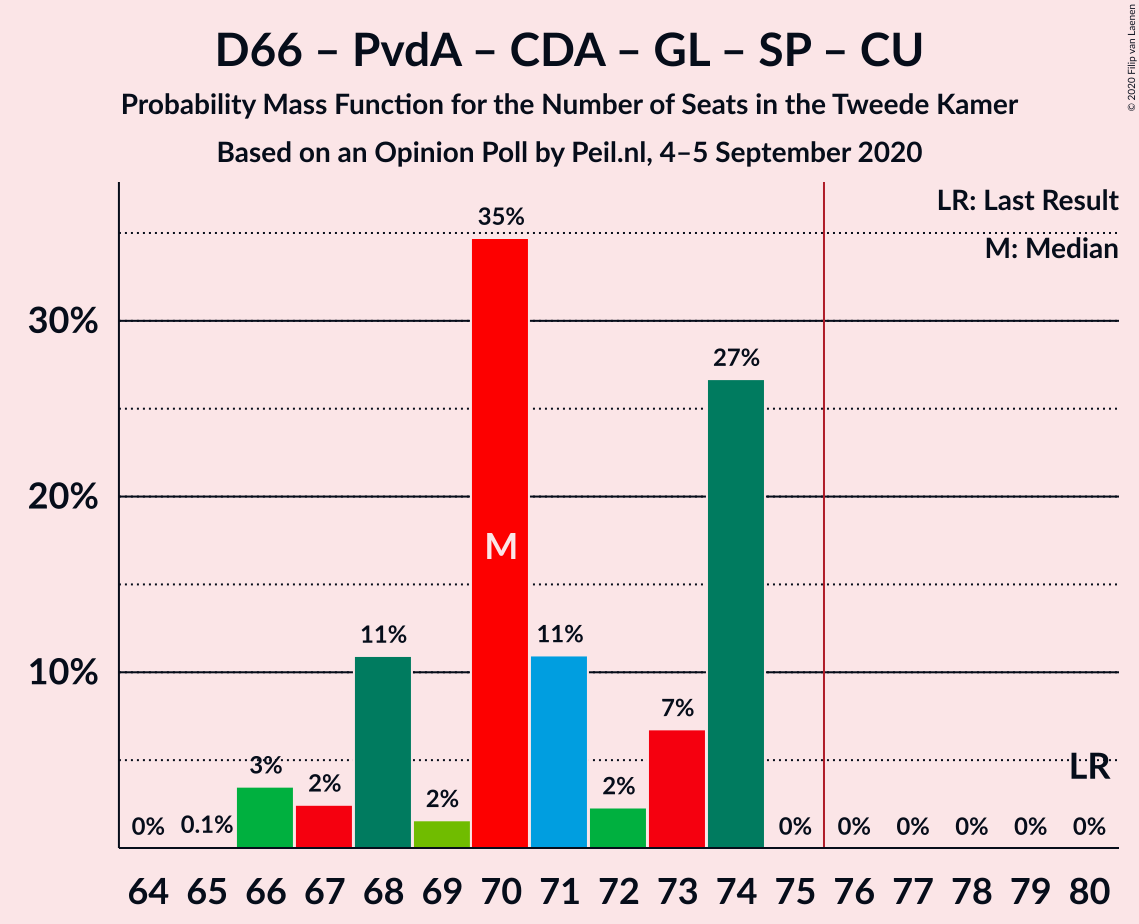 D66 – PvdA – CDA – GL – SP – CU
Probability Mass Function for the Number of Seats in the Tweede Kamer
Based on an Opinion Poll by Peil.nl, 4–5 September 2020
© 2020 Filip van Laenen
LR: Last Result
M: Median
35%
30%
27%
20%
M
11%
11%
10%
7%
LR
3%
2%
2%
2%
0%
0.1%
0%
0%
0%
0%
0%
0%
64 65 66 67 68 69 70 71 72 73 74 75 76 77 78 79 80